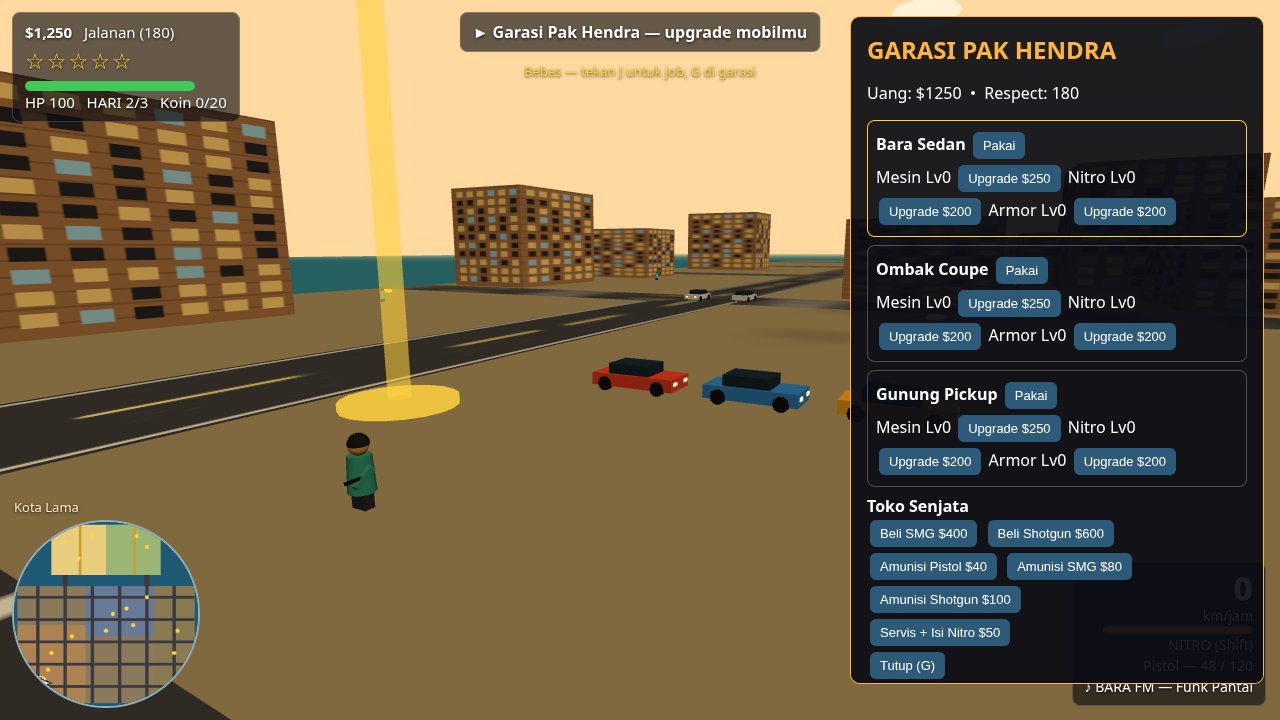 $1,250 Jalanan (180)
☆☆☆☆☆
HP 100 HARI 2/3 Koin 0/20
► Garasi Pak Hendra — upgrade mobilmu
Bebas — tekan J untuk job, G di garasi
GARASI PAK HENDRA
Uang: $1250 • Respect: 180
Bara Sedan Pakai
Mesin Lv0 Upgrade $250 Nitro Lv0
Upgrade $200 Armor Lv0 Upgrade $200
Ombak Coupe Pakai
Mesin Lv0 Upgrade $250 Nitro Lv0
Upgrade $200 Armor Lv0 Upgrade $200
Gunung Pickup Pakai
Mesin Lv0 Upgrade $250 Nitro Lv0
Upgrade $200 Armor Lv0 Upgrade $200
Toko Senjata
Beli SMG $400 Beli Shotgun $600
Amunisi Pistol $40 Amunisi SMG $80
Amunisi Shotgun $100
Servis + Isi Nitro $50
Tutup (G)
0
km/jam
NITRO (Shift)
Pistol — 48 / 120
♪ BARA FM — Funk Pantai
Kota Lama